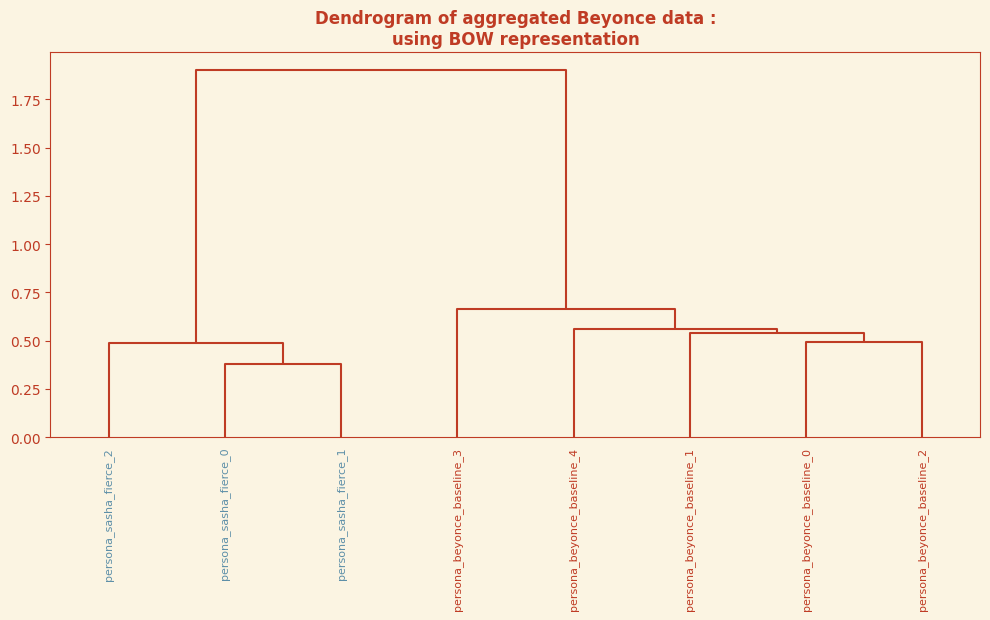 Dendrogram of aggregated Beyonce data :
using BOW representation
1.75
1.50
1.25
1.00
0.75
0.50
0.25
0.00
persona_sasha_fierce_2
persona_sasha_fierce_0
persona_sasha_fierce_1
persona_beyonce_baseline_3
persona_beyonce_baseline_4
persona_beyonce_baseline_1
persona_beyonce_baseline_0
persona_beyonce_baseline_2